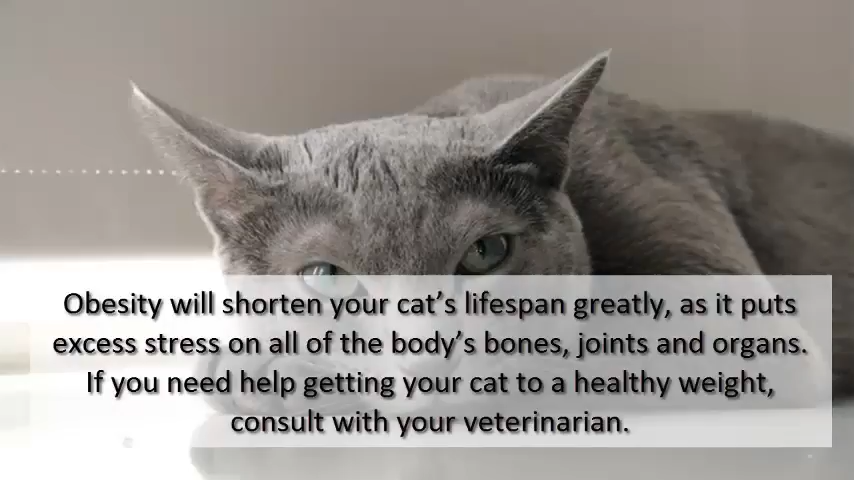 Obesity will shorten your cat’s lifespan greatly, as it puts
excess stress on all of the body’s bones, joints and organs.
If you need help getting your cat to a healthy weight,
consult with your veterinarian.